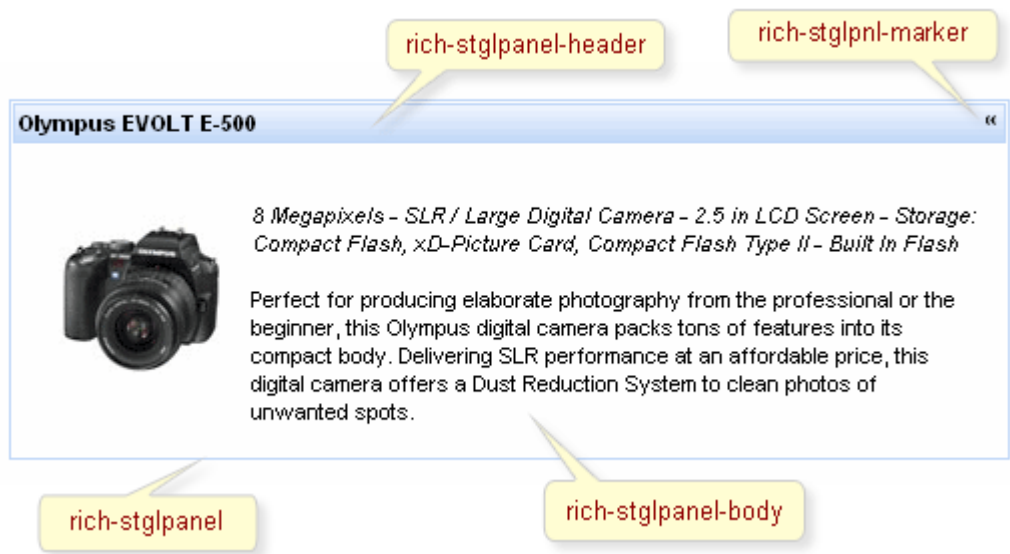 rich-stglpanel-header
rich-stglpnl-marker
Olympus EVOLT E-500 «
8 Megapixels - SLR / Large Digital Camera - 2.5 in LCD Screen - Storage:
Compact Flash, xD-Picture Card, Compact Flash Type II - Built In Flash
Perfect for producing elaborate photography from the professional or the
beginner, this Olympus digital camera packs tons of features into its
compact body. Delivering SLR performance at an affordable price, this
digital camera offers a Dust Reduction System to clean photos of
unwanted spots.
rich-stglpanel
rich-stglpanel-body